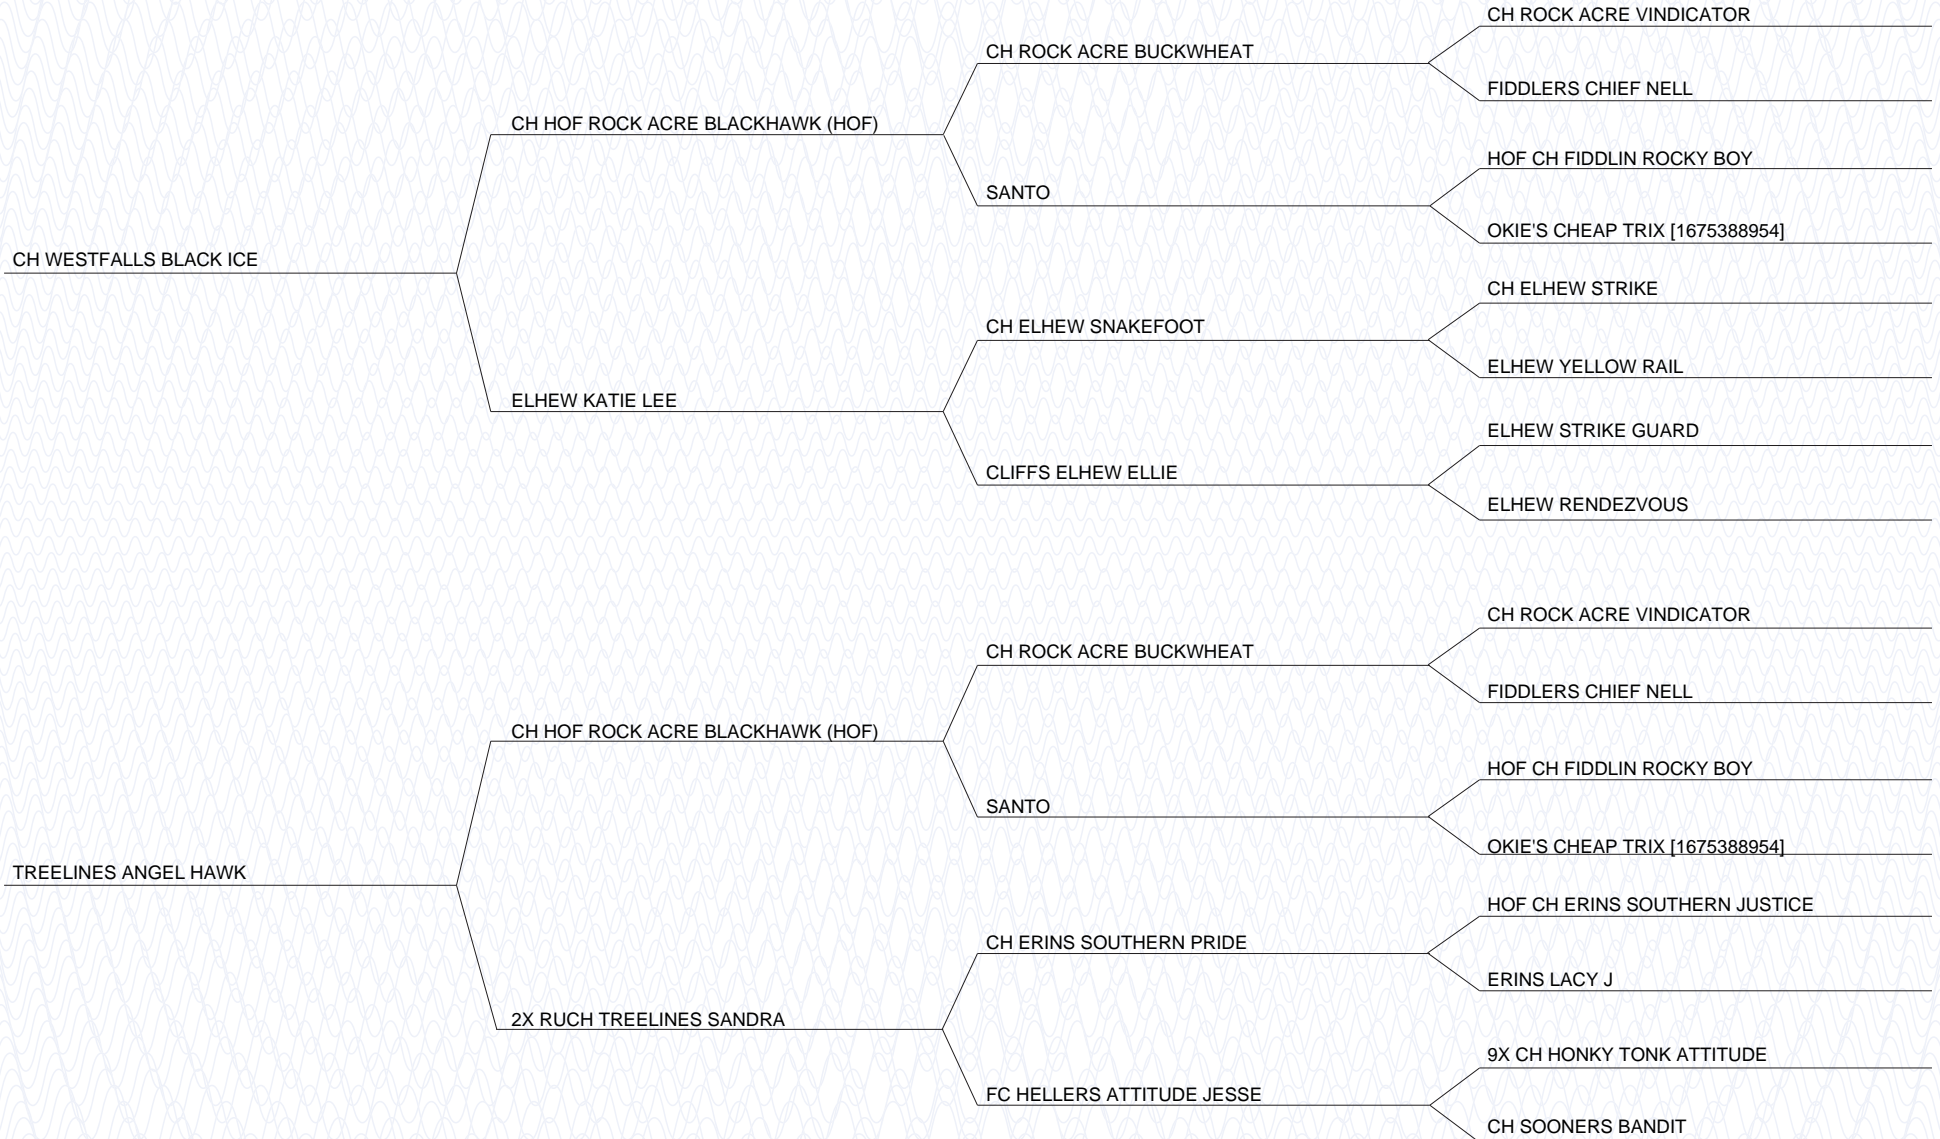 CH ROCK ACRE VINDICATOR
CH ROCK ACRE BUCKWHEAT
FIDDLERS CHIEF NELL
CH HOF ROCK ACRE BLACKHAWK (HOF)
HOF CH FIDDLIN ROCKY BOY
SANTO
OKIE'S CHEAP TRIX [1675388954]
CH WESTFALLS BLACK ICE
CH ELHEW STRIKE
CH ELHEW SNAKEFOOT
ELHEW YELLOW RAIL
ELHEW KATIE LEE
ELHEW STRIKE GUARD
CLIFFS ELHEW ELLIE
ELHEW RENDEZVOUS
CH ROCK ACRE VINDICATOR
CH ROCK ACRE BUCKWHEAT
FIDDLERS CHIEF NELL
CH HOF ROCK ACRE BLACKHAWK (HOF)
HOF CH FIDDLIN ROCKY BOY
SANTO
OKIE'S CHEAP TRIX [1675388954]
TREELINES ANGEL HAWK
HOF CH ERINS SOUTHERN JUSTICE
CH ERINS SOUTHERN PRIDE
ERINS LACY J
2X RUCH TREELINES SANDRA
9X CH HONKY TONK ATTITUDE
FC HELLERS ATTITUDE JESSE
CH SOONERS BANDIT